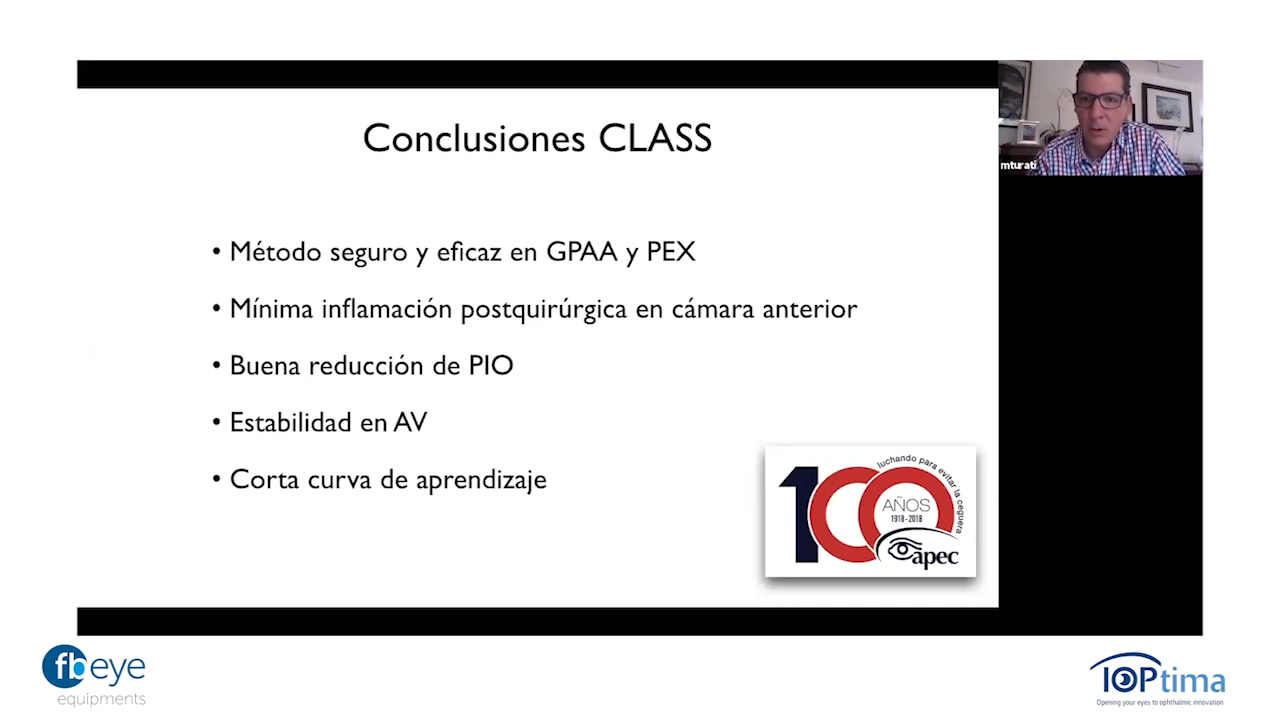 Conclusiones CLASS
• Método seguro y eficaz en GPAA y PEX
• Mínima inflamación postquirúrgica en cámara anterior
• Buena reducción de PIO
• Estabilidad en AV
• Corta curva de aprendizaje
luchando para evitar la ceguera
100
AÑOS
1918-2018
apec
mturati
fbeye
equipments
IOPtima
Opening your eyes to ophthalmic innovation